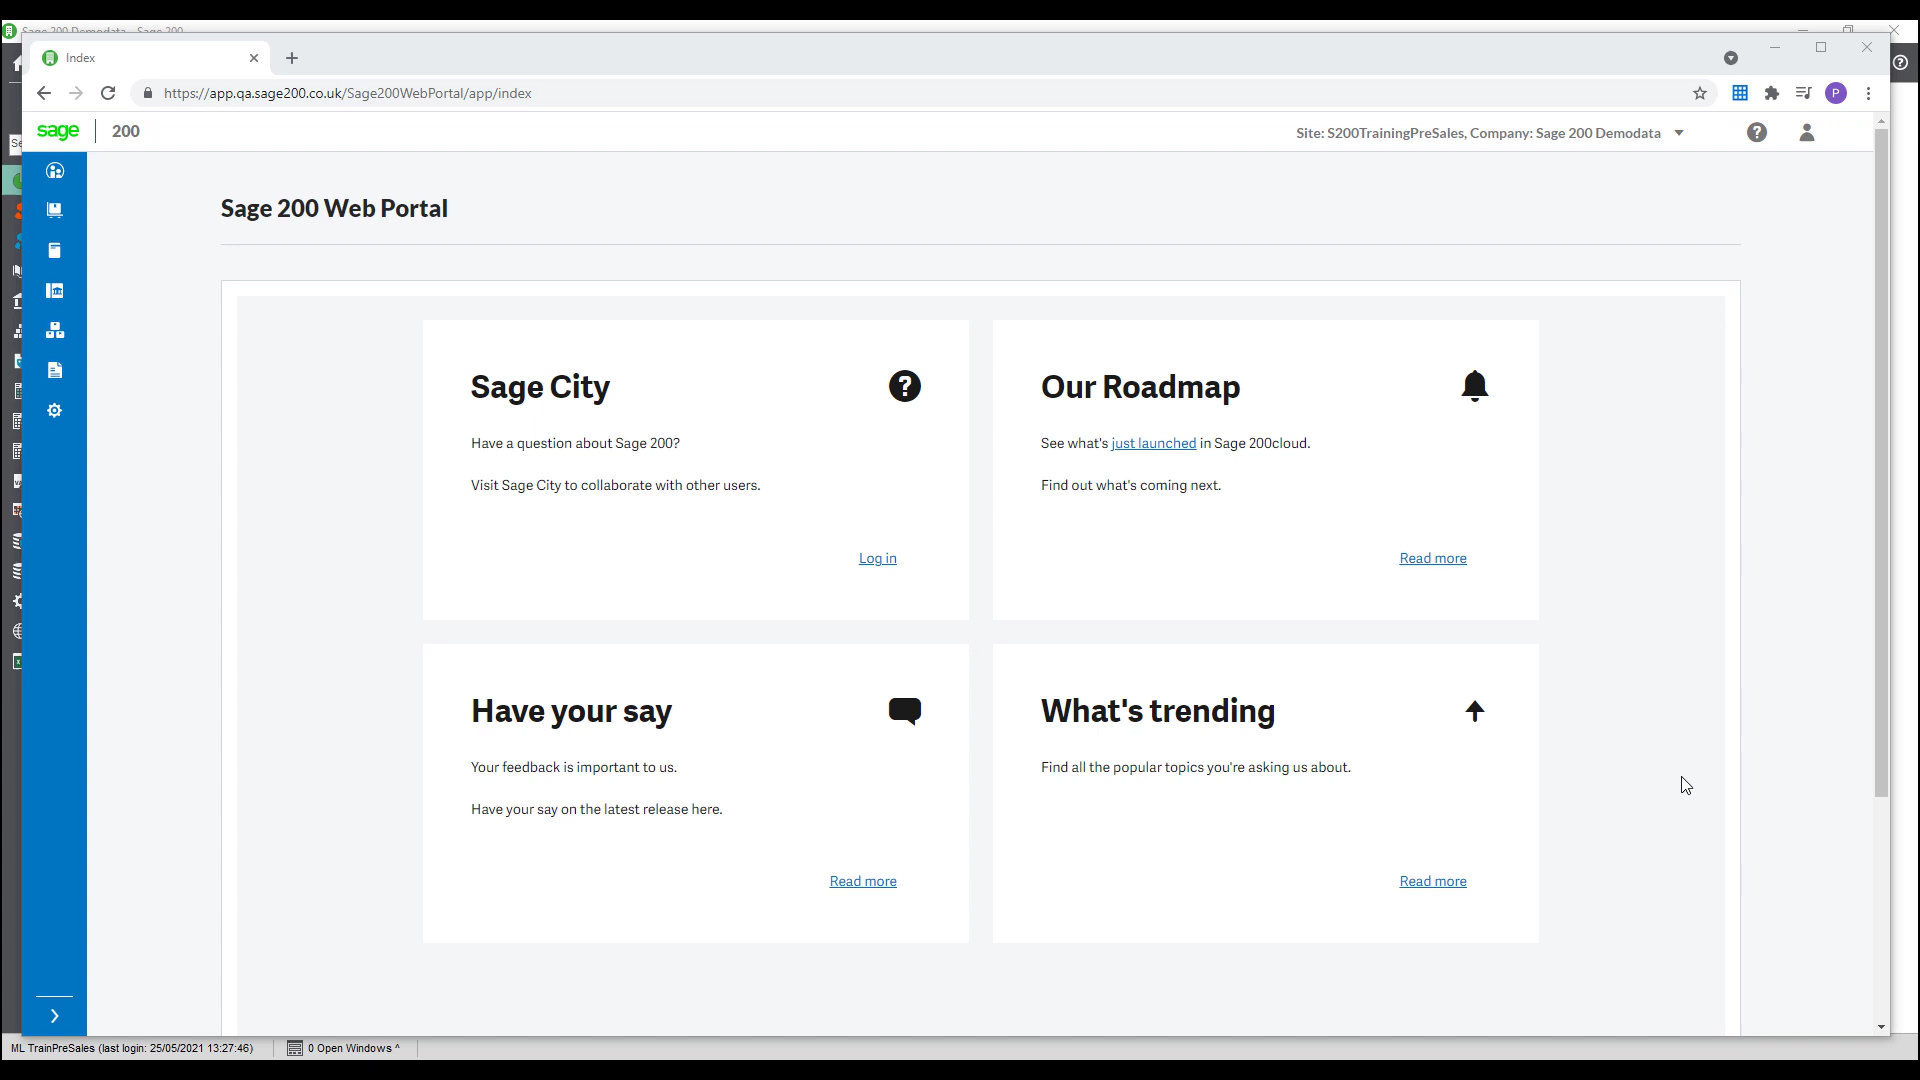 Sage 200 Demodata - Sage 200
Index
https://app.qa.sage200.co.uk/Sage200WebPortal/app/index
sage 200
Site: S200TrainingPreSales, Company: Sage 200 Demodata
P
Sage 200 Web Portal
Sage City
Have a question about Sage 200?
Visit Sage City to collaborate with other users.
Log in
Our Roadmap
See what's just launched in Sage 200cloud.
Find out what's coming next.
Read more
Have your say
Your feedback is important to us.
Have your say on the latest release here.
Read more
What's trending
Find all the popular topics you're asking us about.
Read more
ML TrainPreSales (last login: 25/05/2021 13:27:46)
0 Open Windows ^